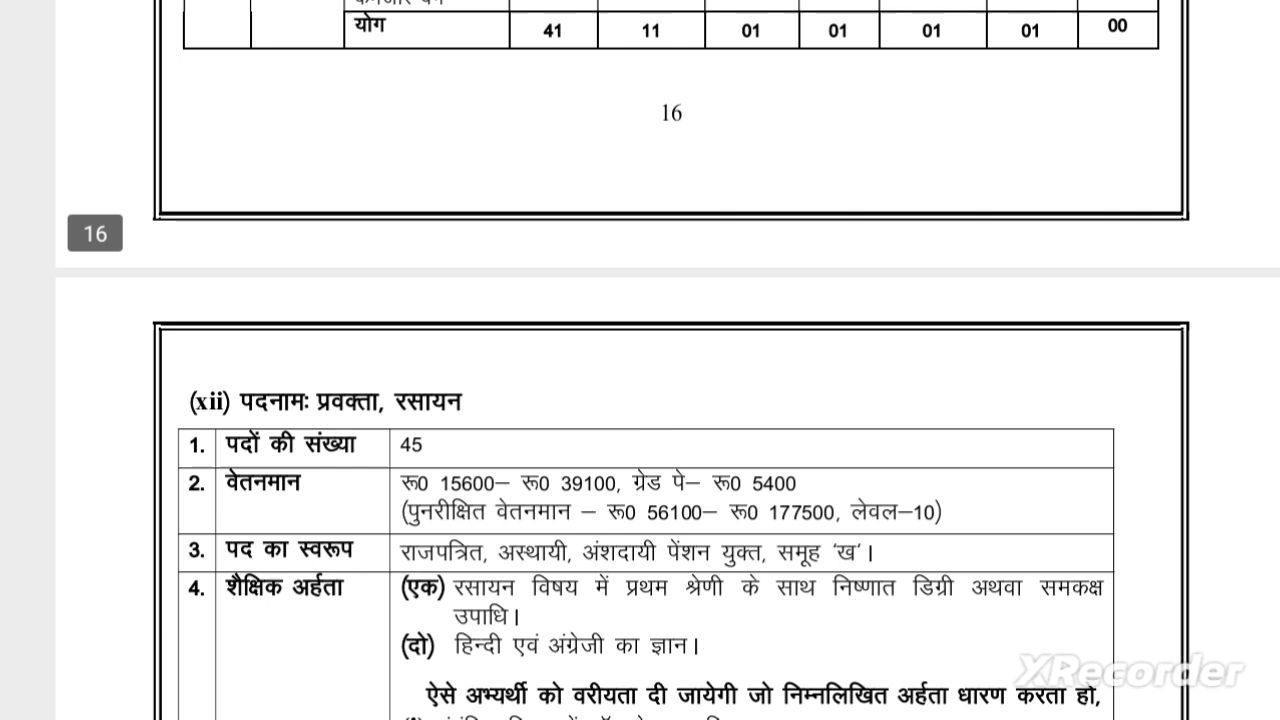 योग 41 11 01 01 01 01 00
16
16
(xii) पदनामः प्रवक्ता, रसायन
1. पदों की संख्या 45
2. वेतनमान रू0 15600– रू0 39100, ग्रेड पे– रू0 5400
(पुनरीक्षित वेतनमान – रू0 56100– रू0 177500, लेवल–10)
3. पद का स्वरूप राजपत्रित, अस्थायी, अंशदायी पेंशन युक्त, समूह ‘ख’।
4. शैक्षिक अर्हता (एक) रसायन विषय में प्रथम श्रेणी के साथ निष्णात डिग्री अथवा समकक्ष
उपाधि।
(दो) हिन्दी एवं अंग्रेजी का ज्ञान।
XRecorder
ऐसे अभ्यर्थी को वरीयता दी जायेगी जो निम्नलिखित अर्हता धारण करता हो,